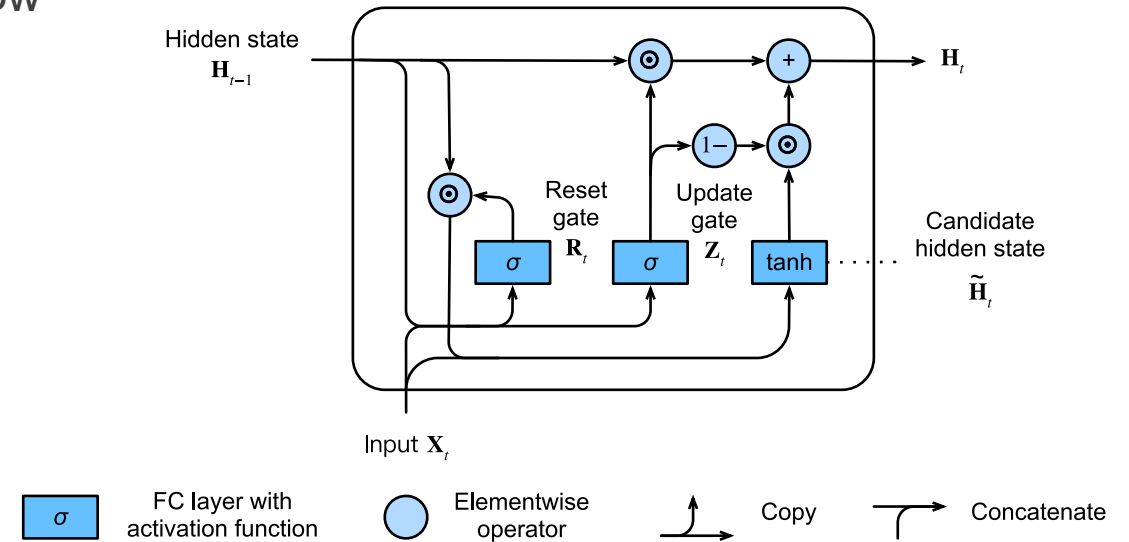 Hidden state
H_{t−1}
⊙
+
H_t
1−
⊙
⊙
Reset
gate
R_t
Update
gate
Z_t
Candidate
hidden state
H̃_t
σ
σ
tanh
Input X_t
σ
FC layer with
activation function
Elementwise
operator
Copy
Concatenate